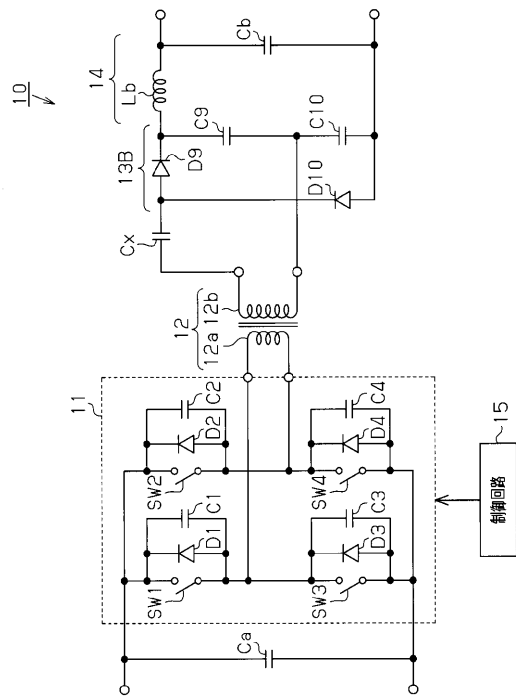 10
14
Lb
Cb
13B
D9
C9
C10
D10
Cx
12
12a
12b
11
SW1
D1
C1
SW2
D2
C2
SW3
D3
C3
SW4
D4
C4
Ca
制御回路
15